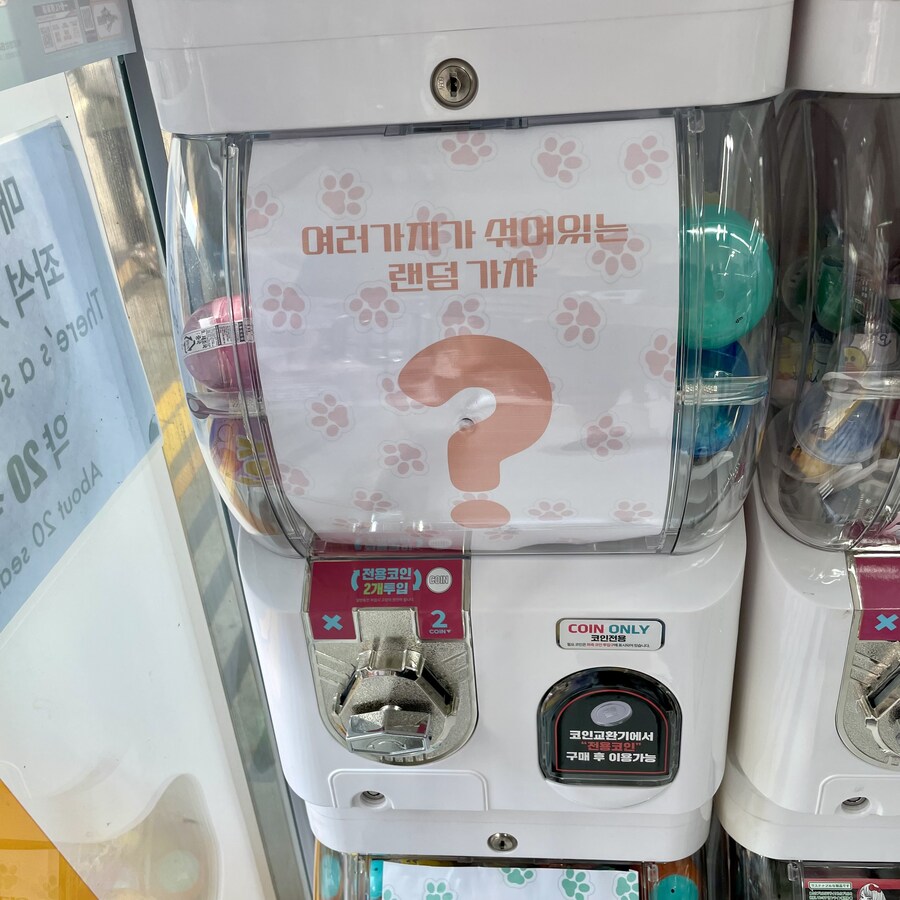 여러가지가 섞여있는
랜덤 가챠
?
전용코인
2개투입
COIN
×
2
COIN
COIN ONLY
코인전용
코인교환기에서
"전용코인"
구매 후 이용가능
좌석
There's a
약 20
About 20
×